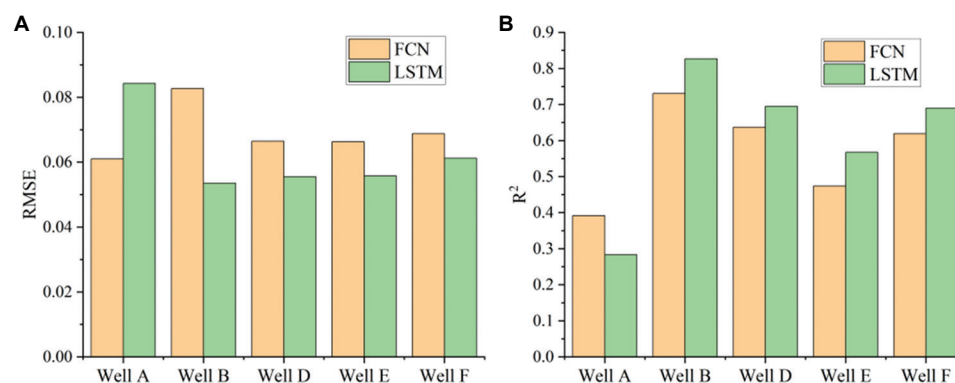 A
RMSE
0.10
0.08
0.06
0.04
0.02
0.00
FCN
LSTM
Well A Well B Well D Well E Well F
B
R²
0.9
0.8
0.7
0.6
0.5
0.4
0.3
0.2
0.1
0.0
FCN
LSTM
Well A Well B Well D Well E Well F